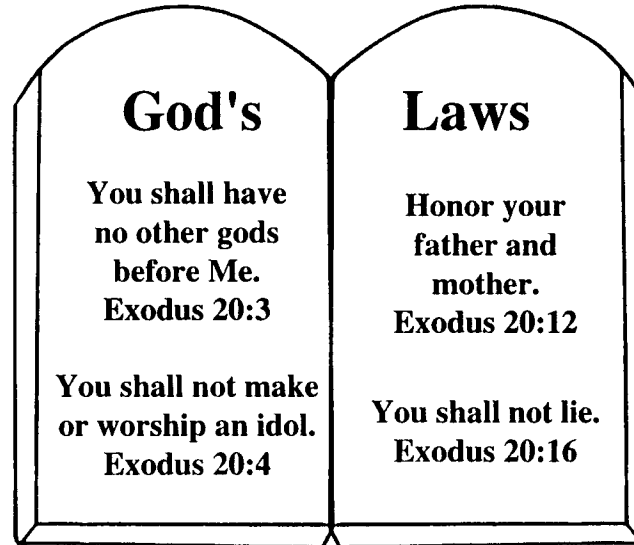 God's
You shall have
no other gods
before Me.
Exodus 20:3
You shall not make
or worship an idol.
Exodus 20:4
Laws
Honor your
father and
mother.
Exodus 20:12
You shall not lie.
Exodus 20:16